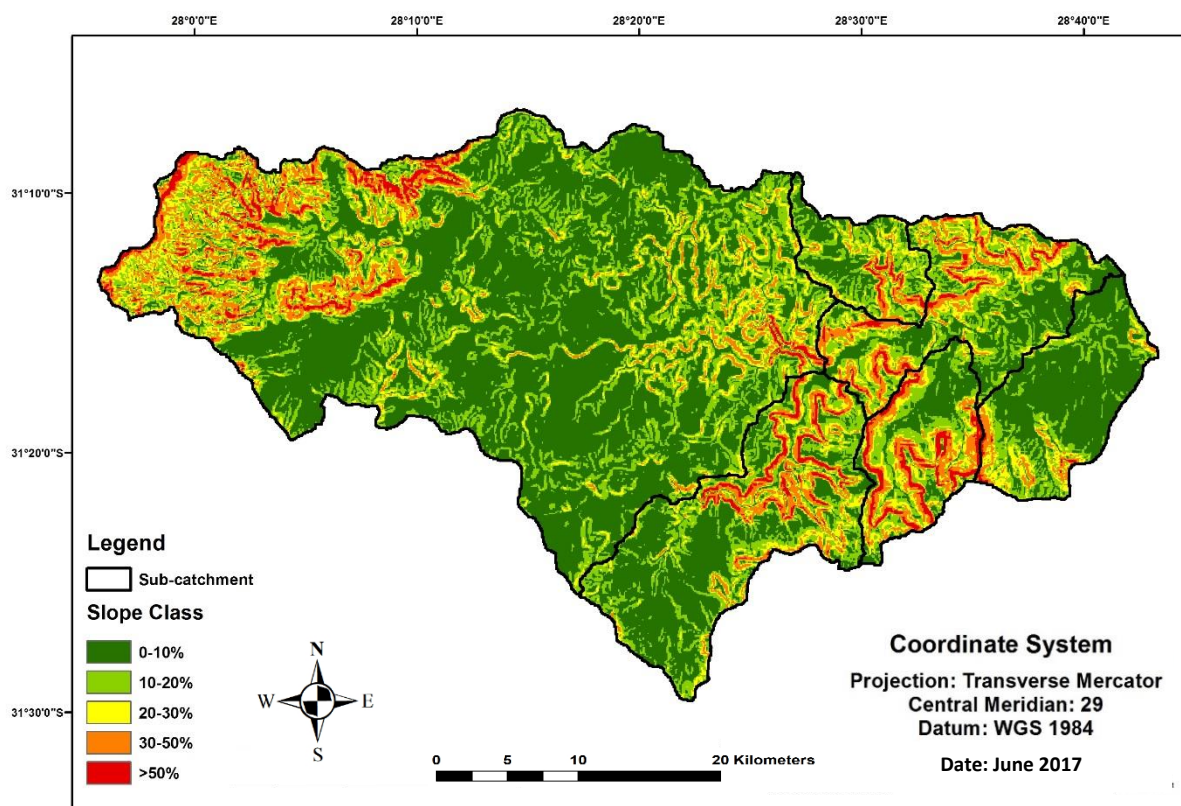 28°0'0"E 28°10'0"E 28°20'0"E 28°30'0"E 28°40'0"E
31°10'0"S
31°20'0"S
31°30'0"S
Legend
Sub-catchment
Slope Class
0-10%
10-20%
20-30%
30-50%
>50%
N
W E
S
0 5 10 20 Kilometers
Coordinate System
Projection: Transverse Mercator
Central Meridian: 29
Datum: WGS 1984
Date: June 2017